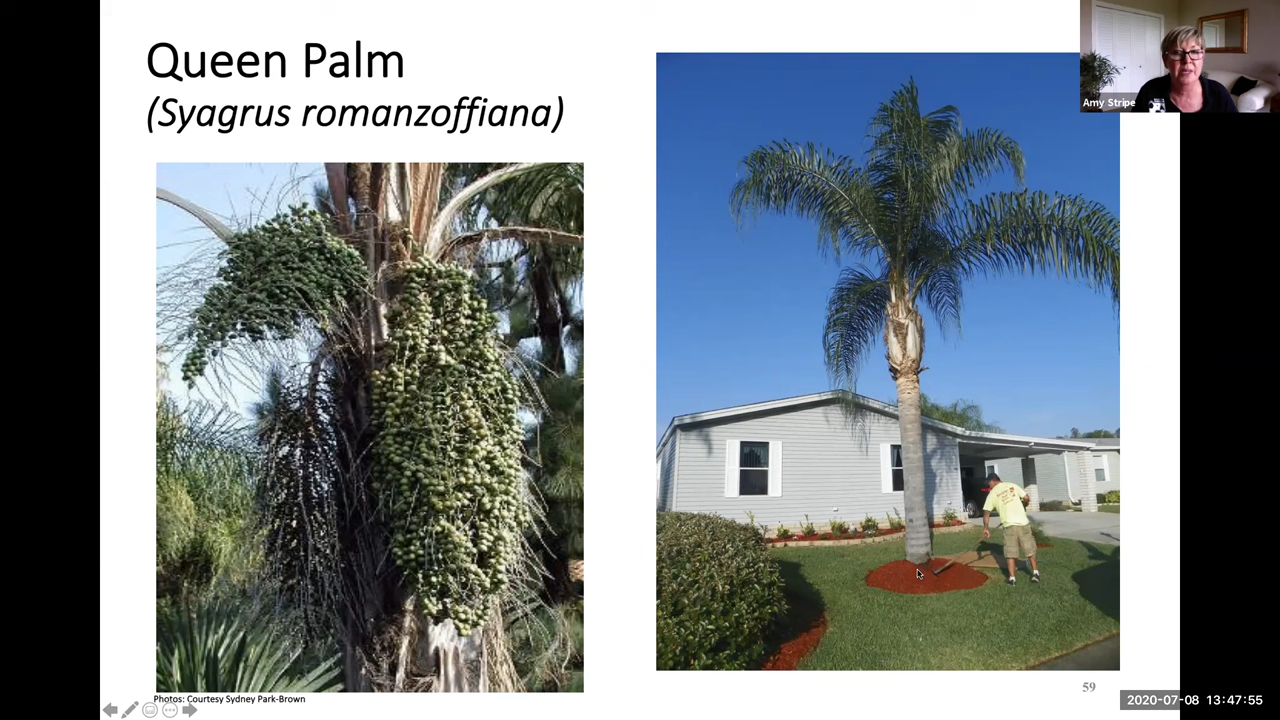 Queen Palm
(Syagrus romanzoffiana)
Amy Stripe
Photos: Courtesy Sydney Park-Brown
59
2020-07-08 13:47:55